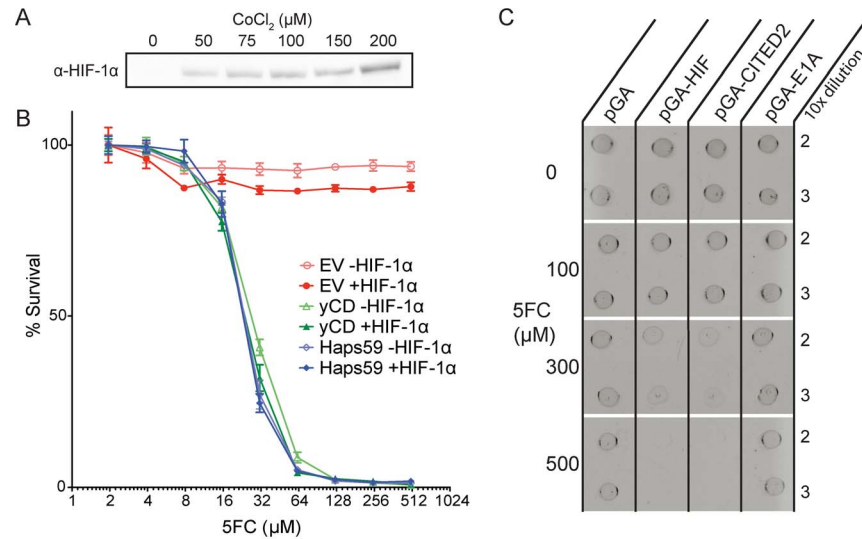 A
CoCl₂ (µM)
0 50 75 100 150 200
α-HIF-1α
B
% Survival
100
50
0
1 2 4 8 16 32 64 128 256 512 1024
5FC (µM)
EV -HIF-1α
EV +HIF-1α
yCD -HIF-1α
yCD +HIF-1α
Haps59 -HIF-1α
Haps59 +HIF-1α
C
pGA pGA-HIF pGA-CITED2 pGA-E1A 10x dilution
0
2
3
100
2
3
5FC
(µM)
300
2
3
500
2
3